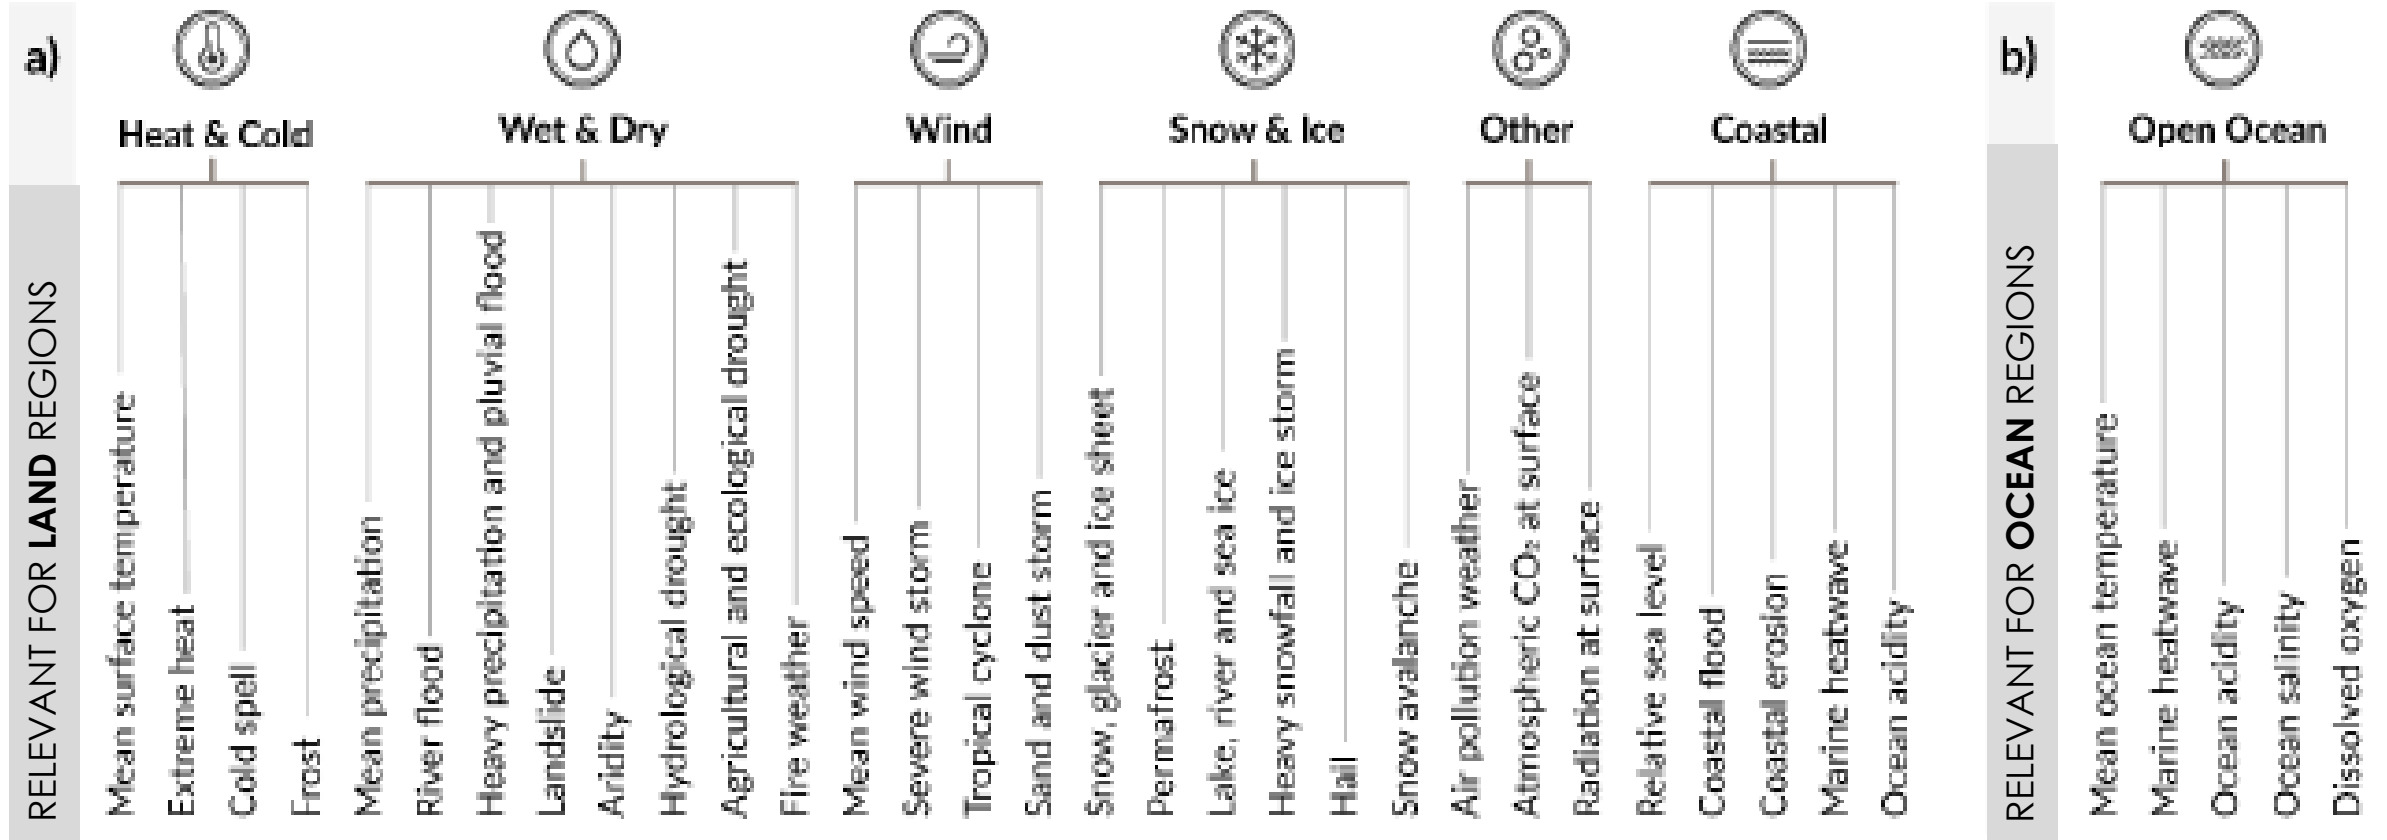 a)
RELEVANT FOR LAND REGIONS
Heat & Cold
Mean surface temperature
Extreme heat
Cold spell
Frost
Wet & Dry
Mean precipitation
River flood
Heavy precipitation and pluvial flood
Landslide
Aridity
Hydrological drought
Agricultural and ecological drought
Fire weather
Wind
Mean wind speed
Severe wind storm
Tropical cyclone
Sand and dust storm
Snow & Ice
Snow, glacier and ice sheet
Permafrost
Lake, river and sea ice
Heavy snowfall and ice storm
Hail
Snow avalanche
Other
Air pollution weather
Atmospheric CO₂ at surface
Radiation at surface
Coastal
Relative sea level
Coastal flood
Coastal erosion
Marine heatwave
Ocean acidity
b)
RELEVANT FOR OCEAN REGIONS
Open Ocean
Mean ocean temperature
Marine heatwave
Ocean acidity
Ocean salinity
Dissolved oxygen